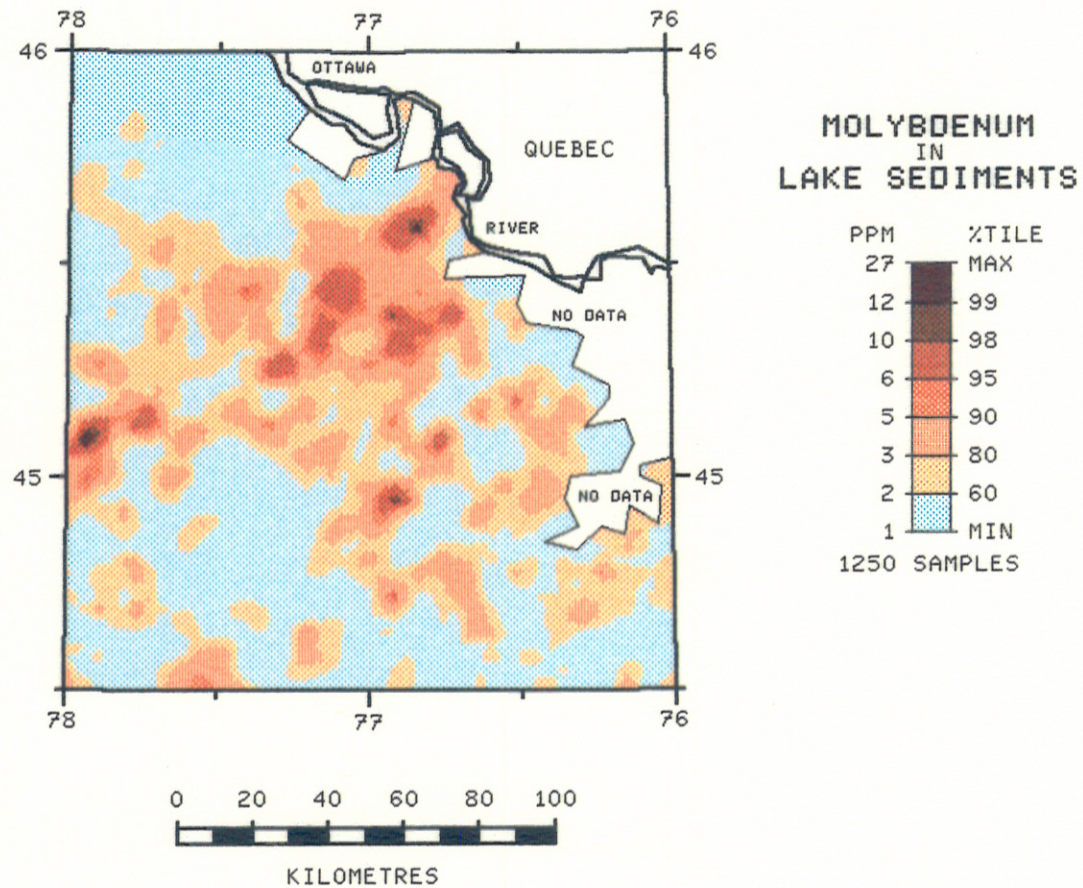 78 77 76
46 46
OTTAWA
QUEBEC
RIVER
NO DATA
45 45
NO DATA
78 77 76
MOLYBDENUM
IN
LAKE SEDIMENTS
PPM %TILE
27 MAX
12 99
10 98
6 95
5 90
3 80
2 60
1 MIN
1250 SAMPLES
0 20 40 60 80 100
KILOMETRES